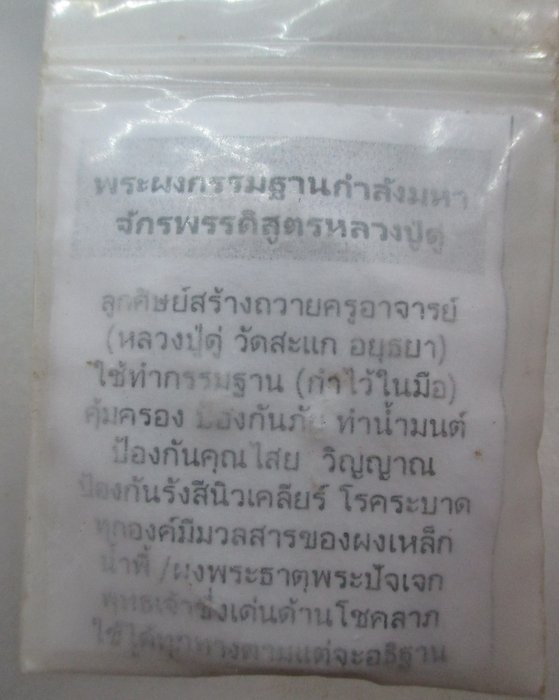 พระผงกรรมฐานกำลังมหา
จักรพรรดิสูตรหลวงปู่ดู่
ลูกศิษย์สร้างถวายครูอาจารย์
(หลวงปู่ดู่ วัดสะแก อยุธยา)
ใช้ทำกรรมฐาน (กำไว้ในมือ)
คุ้มครอง ป้องกันภัย ทำน้ำมนต์
ป้องกันคุณไสย วิญญาณ
ป้องกันรังสีนิวเคลียร์ โรคระบาด
ทุกองค์มีมวลสารของผงเหล็ก
น้ำพี้ /ผงพระธาตุพระปัจเจก
พุทธเจ้าซึ่งเด่นด้านโชคลาภ
ใช้ได้ทุกทางตามแต่จะอธิฐาน